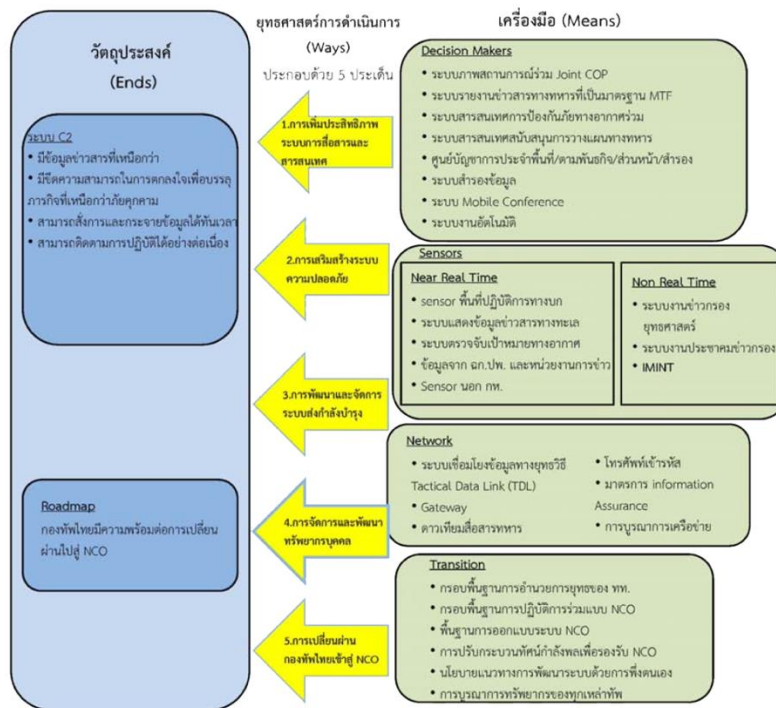 วัตถุประสงค์
(Ends)
ระบบ C2
• มีข้อมูลข่าวสารที่เหนือกว่า
• มีขีดความสามารถในการตกลงใจเพื่อบรรลุ
ภารกิจที่เหนือกว่าภัยคุกคาม
• สามารถสั่งการและกระจายข้อมูลได้ทันเวลา
• สามารถติดตามการปฏิบัติได้อย่างต่อเนื่อง
Roadmap
กองทัพไทยมีความพร้อมต่อการเปลี่ยน
ผ่านไปสู่ NCO
ยุทธศาสตร์การดำเนินการ
(Ways)
ประกอบด้วย 5 ประเด็น
1.การเพิ่มประสิทธิภาพ
ระบบการสื่อสารและ
สารสนเทศ
2.การเสริมสร้างระบบ
ความปลอดภัย
3.การพัฒนาและจัดการ
ระบบส่งกำลังบำรุง
4.การจัดการและพัฒนา
ทรัพยากรบุคคล
5.การเปลี่ยนผ่าน
กองทัพไทยเข้าสู่ NCO
เครื่องมือ (Means)
Decision Makers
• ระบบภาพสถานการณ์ร่วม Joint COP
• ระบบรายงานข่าวสารทางทหารที่เป็นมาตรฐาน MTF
• ระบบสารสนเทศการป้องกันภัยทางอากาศร่วม
• ระบบสารสนเทศสนับสนุนการวางแผนทางทหาร
• ศูนย์บัญชาการประจำพื้นที่/ตามพันธกิจ/ส่วนหน้า/สำรอง
• ระบบสำรองข้อมูล
• ระบบ Mobile Conference
• ระบบงานอัตโนมัติ
Sensors
Near Real Time
• sensor พื้นที่ปฏิบัติการทางบก
• ระบบแสดงข้อมูลข่าวสารทางทะเล
• ระบบตรวจจับเป้าหมายทางอากาศ
• ข้อมูลจาก ฉก.ปพ. และหน่วยงานการข่าว
• Sensor นอก กห.
Non Real Time
• ระบบงานข่าวกรอง
ยุทธศาสตร์
• ระบบงานประชาคมข่าวกรอง
• IMINT
Network
• ระบบเชื่อมโยงข้อมูลทางยุทธวิธี
Tactical Data Link (TDL)
• Gateway
• ดาวเทียมสื่อสารทหาร
• โทรศัพท์เข้ารหัส
• มาตรการ information
Assurance
• การบูรณาการเครือข่าย
Transition
• กรอบพื้นฐานการอำนวยการยุทธของ ทท.
• กรอบพื้นฐานการปฏิบัติการร่วมแบบ NCO
• พื้นฐานการออกแบบระบบ NCO
• การปรับกระบวนทัศน์กำลังพลเพื่อรองรับ NCO
• นโยบายแนวทางการพัฒนาระบบด้วยการพึ่งตนเอง
• การบูรณาการทรัพยากรของทุกเหล่าทัพ